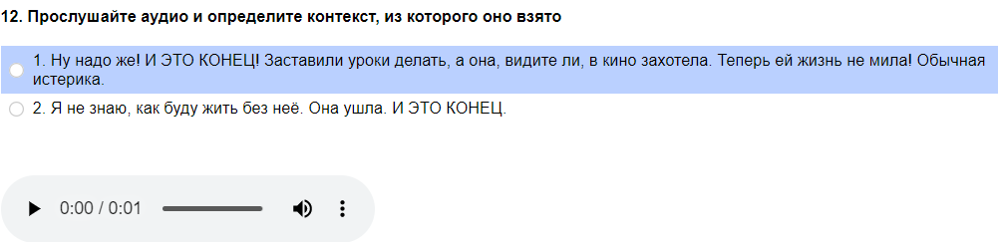 12. Прослушайте аудио и определите контекст, из которого оно взято
1. Ну надо же! И ЭТО КОНЕЦ! Заставили уроки делать, а она, видите ли, в кино захотела. Теперь ей жизнь не мила! Обычная
истерика.
2. Я не знаю, как буду жить без неё. Она ушла. И ЭТО КОНЕЦ.
0:00 / 0:01